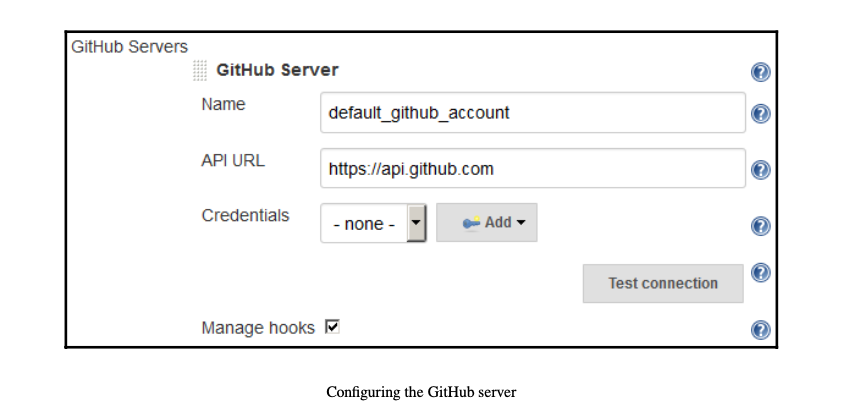 GitHub Servers
GitHub Server
Name
default_github_account
API URL
https://api.github.com
Credentials
- none -
Add
Test connection
Manage hooks
Configuring the GitHub server